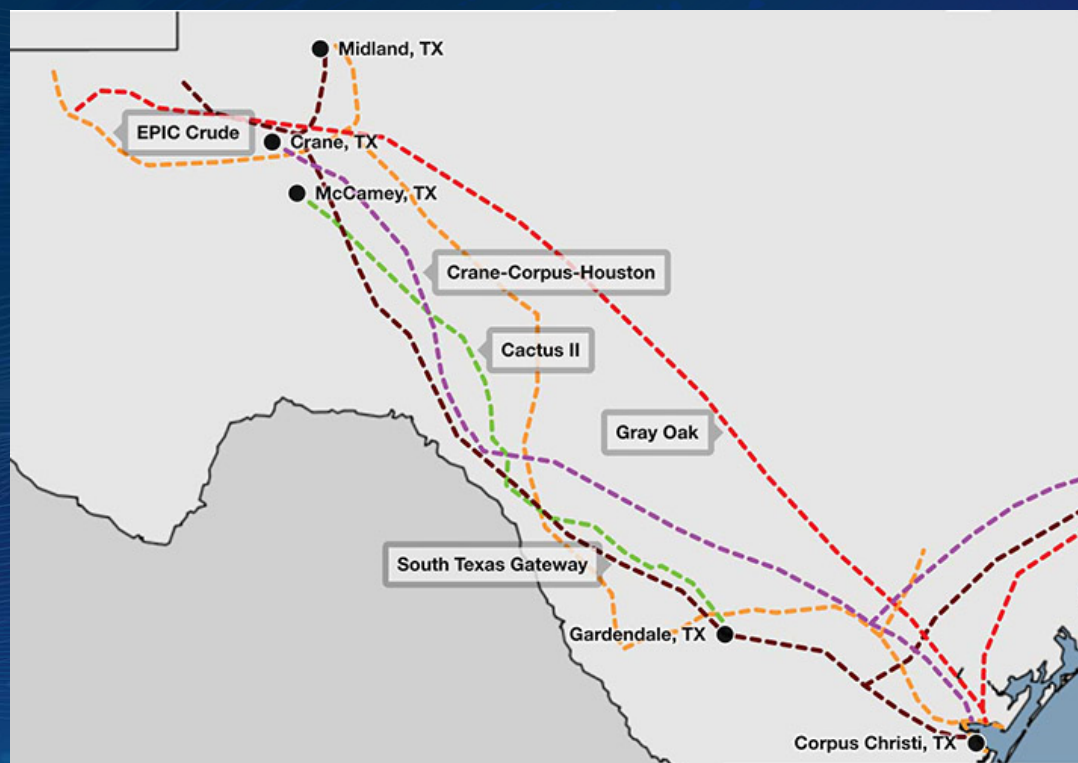 Midland, TX
EPIC Crude
Crane, TX
McCamey, TX
Crane-Corpus-Houston
Cactus II
Gray Oak
South Texas Gateway
Gardendale, TX
Corpus Christi, TX